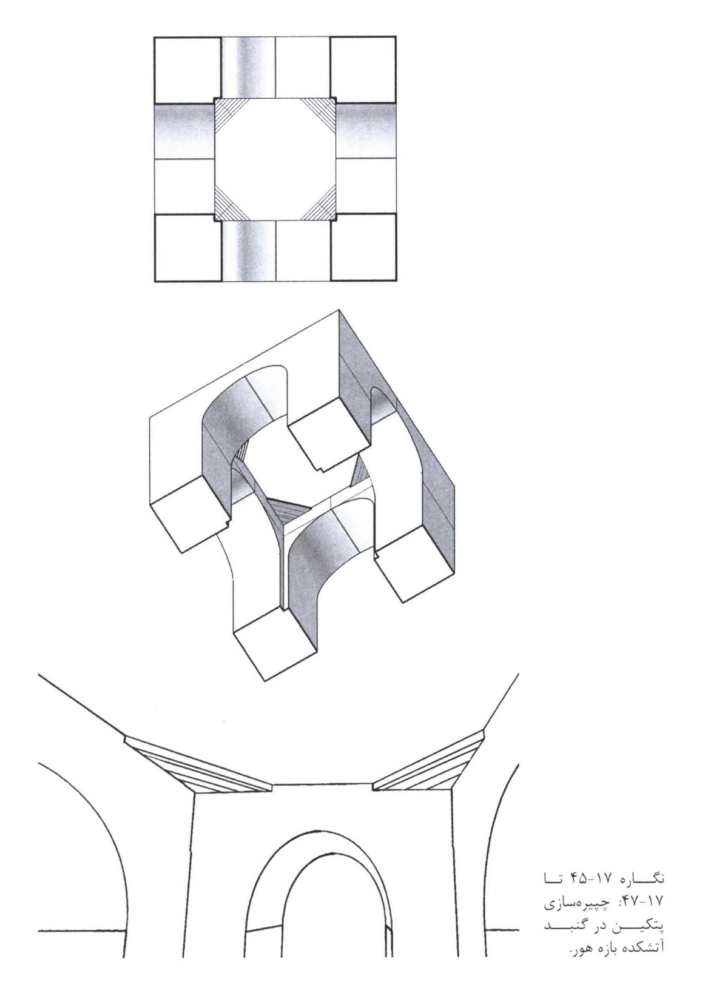 نگاره ۱۷-۴۵ تا
۱۷-۴۷: چپیره‌سازی
پتکین در گنبد
آتشکده بازه هور.